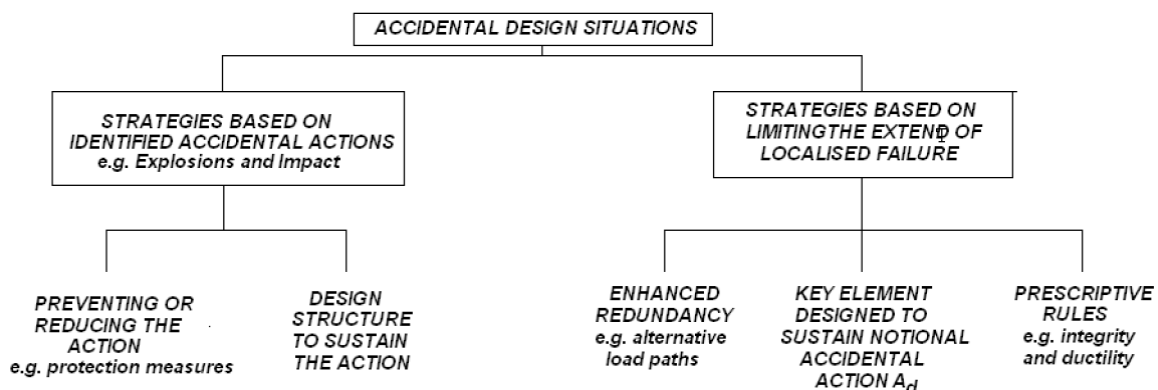 ACCIDENTAL DESIGN SITUATIONS
STRATEGIES BASED ON
IDENTIFIED ACCIDENTAL ACTIONS
e.g. Explosions and Impact
STRATEGIES BASED ON
LIMITINGTHE EXTEND OF
LOCALISED FAILURE
PREVENTING OR
REDUCING THE
ACTION
e.g. protection measures
DESIGN
STRUCTURE
TO SUSTAIN
THE ACTION
ENHANCED
REDUNDANCY
e.g. alternative
load paths
KEY ELEMENT
DESIGNED TO
SUSTAIN NOTIONAL
ACCIDENTAL
ACTION Ad
PRESCRIPTIVE
RULES
e.g. integrity
and ductility